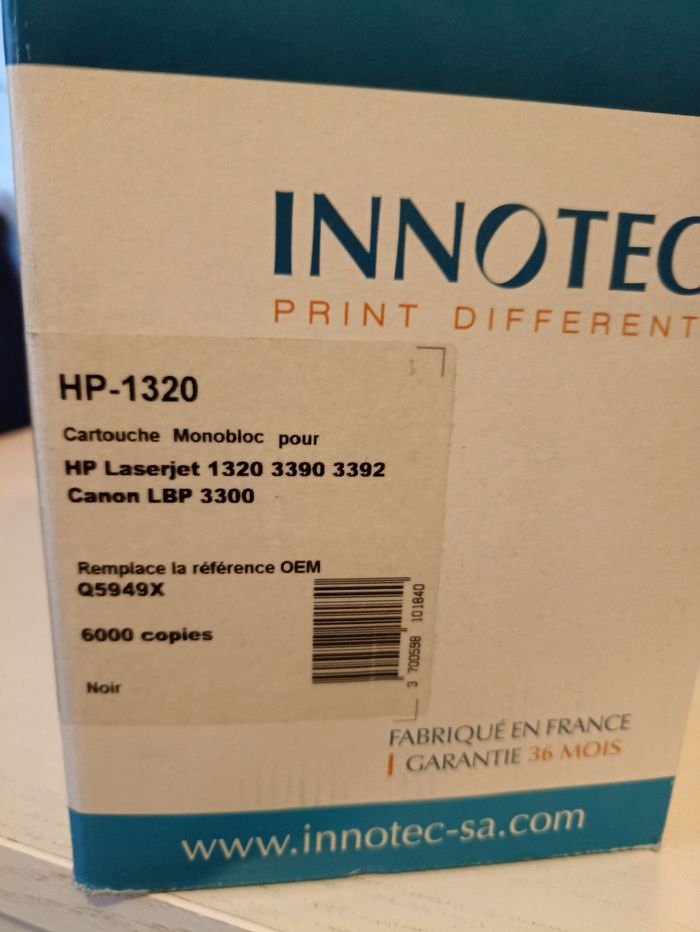 INNOTEC
PRINT DIFFERENT
HP-1320
Cartouche Monobloc pour
HP Laserjet 1320 3390 3392
Canon LBP 3300
Remplace la référence OEM
Q5949X
6000 copies
Noir
3 700598 101840
FABRIQUÉ EN FRANCE
GARANTIE 36 MOIS
www.innotec-sa.com